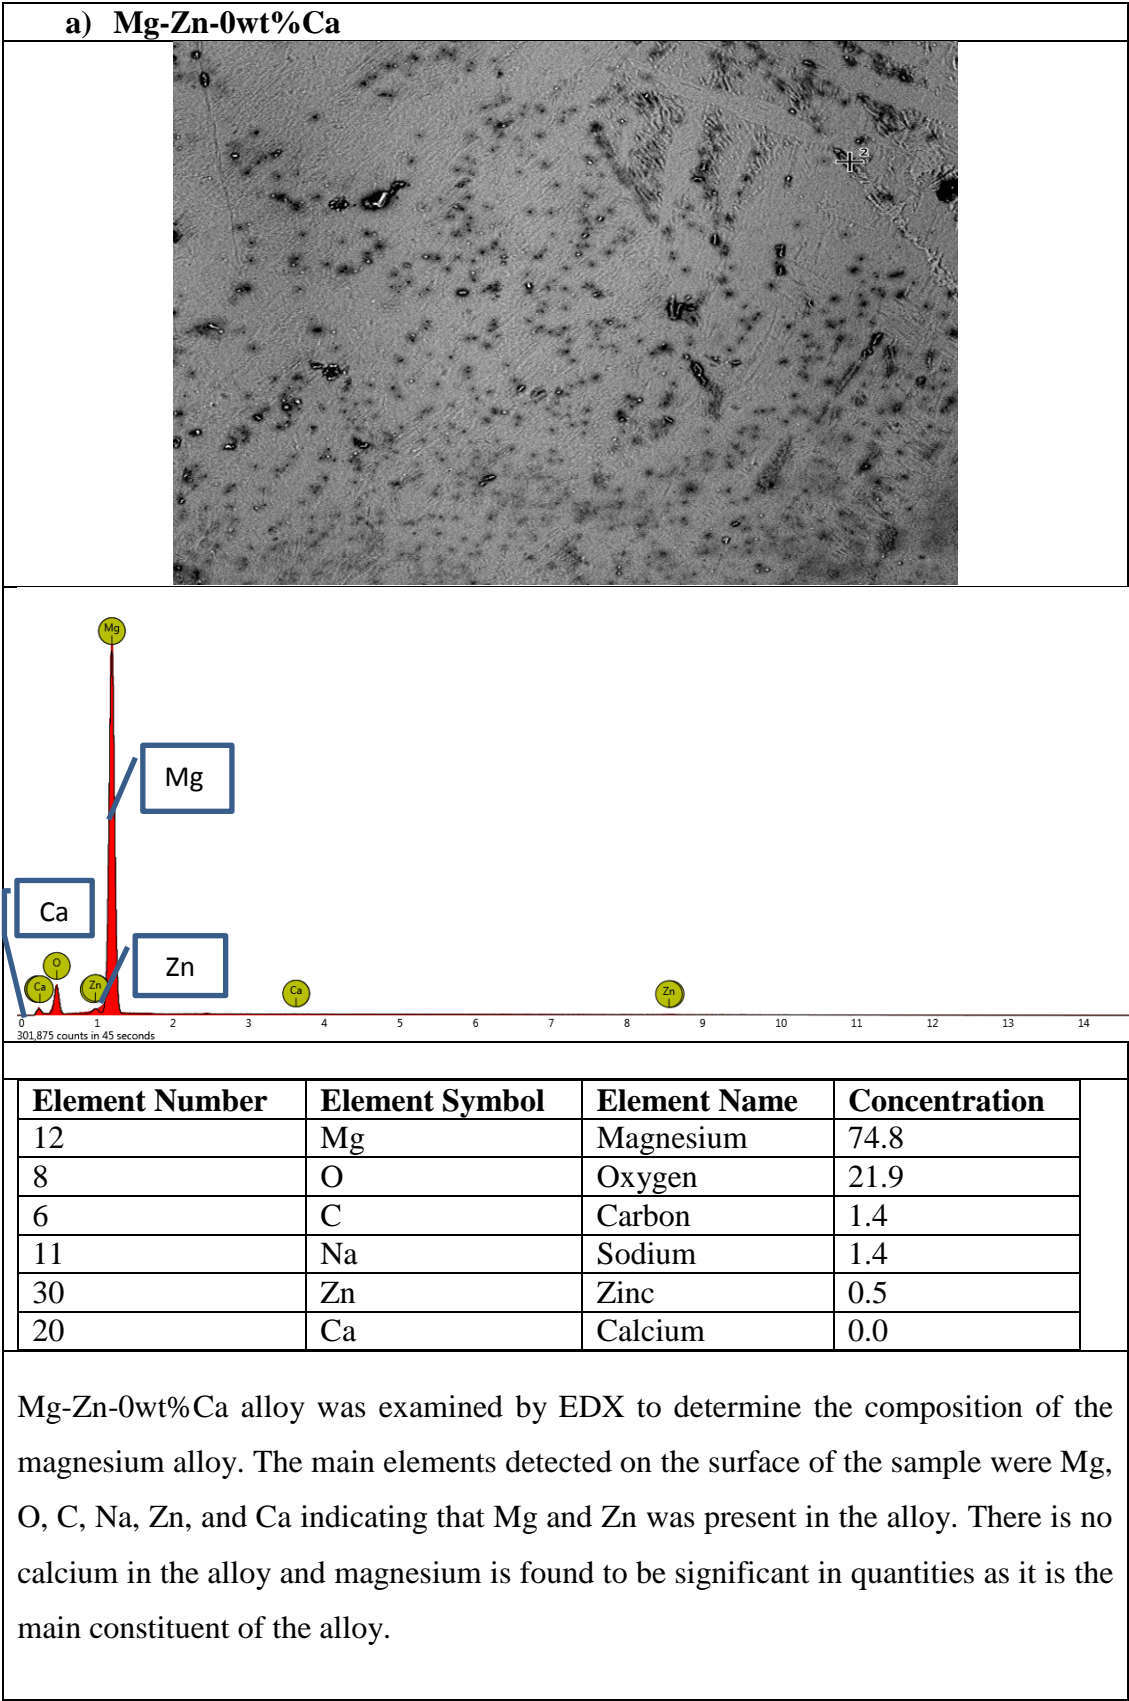 a) Mg-Zn-0wt%Ca
2
Mg
Mg
Ca
Zn
O
Ca
Zn
Ca
Zn
0 1 2 3 4 5 6 7 8 9 10 11 12 13 14
301,875 counts in 45 seconds
Element Number Element Symbol Element Name Concentration
12 Mg Magnesium 74.8
8 O Oxygen 21.9
6 C Carbon 1.4
11 Na Sodium 1.4
30 Zn Zinc 0.5
20 Ca Calcium 0.0
Mg-Zn-0wt%Ca alloy was examined by EDX to determine the composition of the
magnesium alloy. The main elements detected on the surface of the sample were Mg,
O, C, Na, Zn, and Ca indicating that Mg and Zn was present in the alloy. There is no
calcium in the alloy and magnesium is found to be significant in quantities as it is the
main constituent of the alloy.